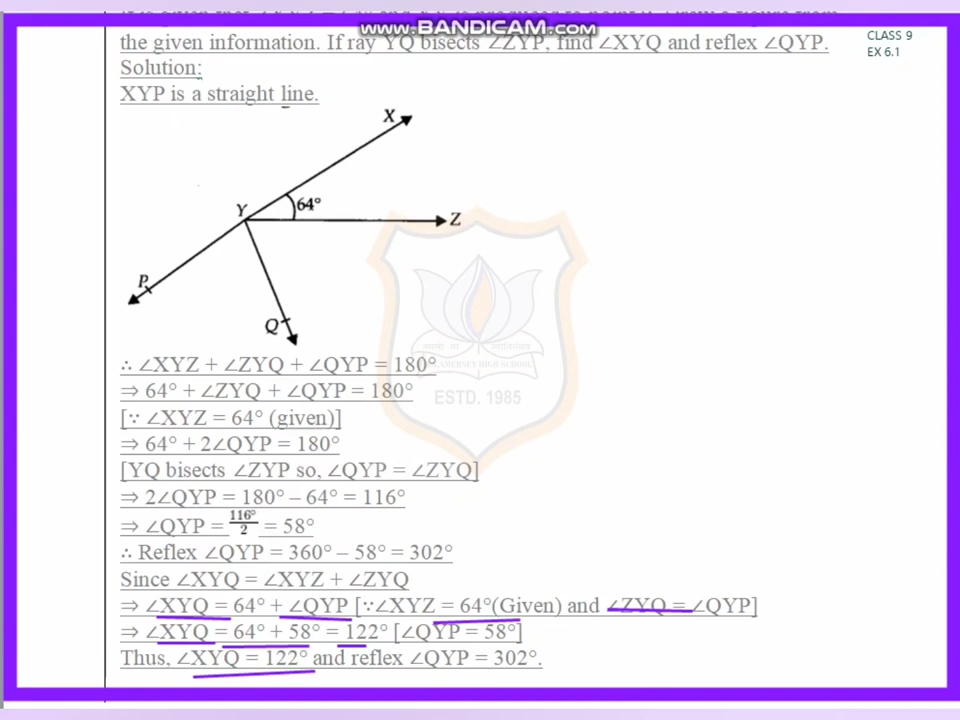 www.BANDICAM.com
the given information. If ray YQ bisects ∠ZYP, find ∠XYQ and reflex ∠QYP.
CLASS 9
EX 6.1
Solution:
XYP is a straight line.
X
Y
64°
Z
P
Q
∴ ∠XYZ + ∠ZYQ + ∠QYP = 180°
⇒ 64° + ∠ZYQ + ∠QYP = 180°
[∵ ∠XYZ = 64° (given)]
⇒ 64° + 2∠QYP = 180°
[YQ bisects ∠ZYP so, ∠QYP = ∠ZYQ]
⇒ 2∠QYP = 180° – 64° = 116°
⇒ ∠QYP = 116°/2 = 58°
∴ Reflex ∠QYP = 360° – 58° = 302°
Since ∠XYQ = ∠XYZ + ∠ZYQ
⇒ ∠XYQ = 64° + ∠QYP [∵∠XYZ = 64°(Given) and ∠ZYQ = ∠QYP]
⇒ ∠XYQ = 64° + 58° = 122° [∠QYP = 58°]
Thus, ∠XYQ = 122° and reflex ∠QYP = 302°.
HIGH SCHOOL
ESTD. 1985